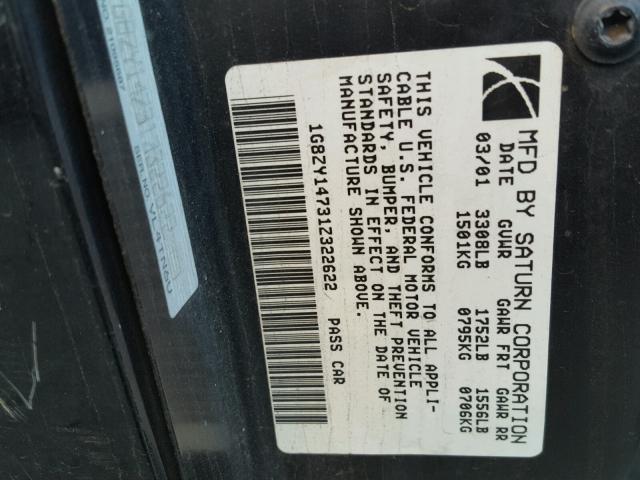 MFD BY SATURN CORPORATION
DATE GVWR GAWR FRT GAWR RR
03/01 3308LB 1752LB 1556LB
1501KG 0795KG 0706KG
THIS VEHICLE CONFORMS TO ALL APPLI-
CABLE U.S. FEDERAL MOTOR VEHICLE
SAFETY, BUMPER, AND THEFT PREVENTION
STANDARDS IN EFFECT ON THE DATE OF
MANUFACTURE SHOWN ABOVE.
1G8ZY14731Z322622 PASS CAR